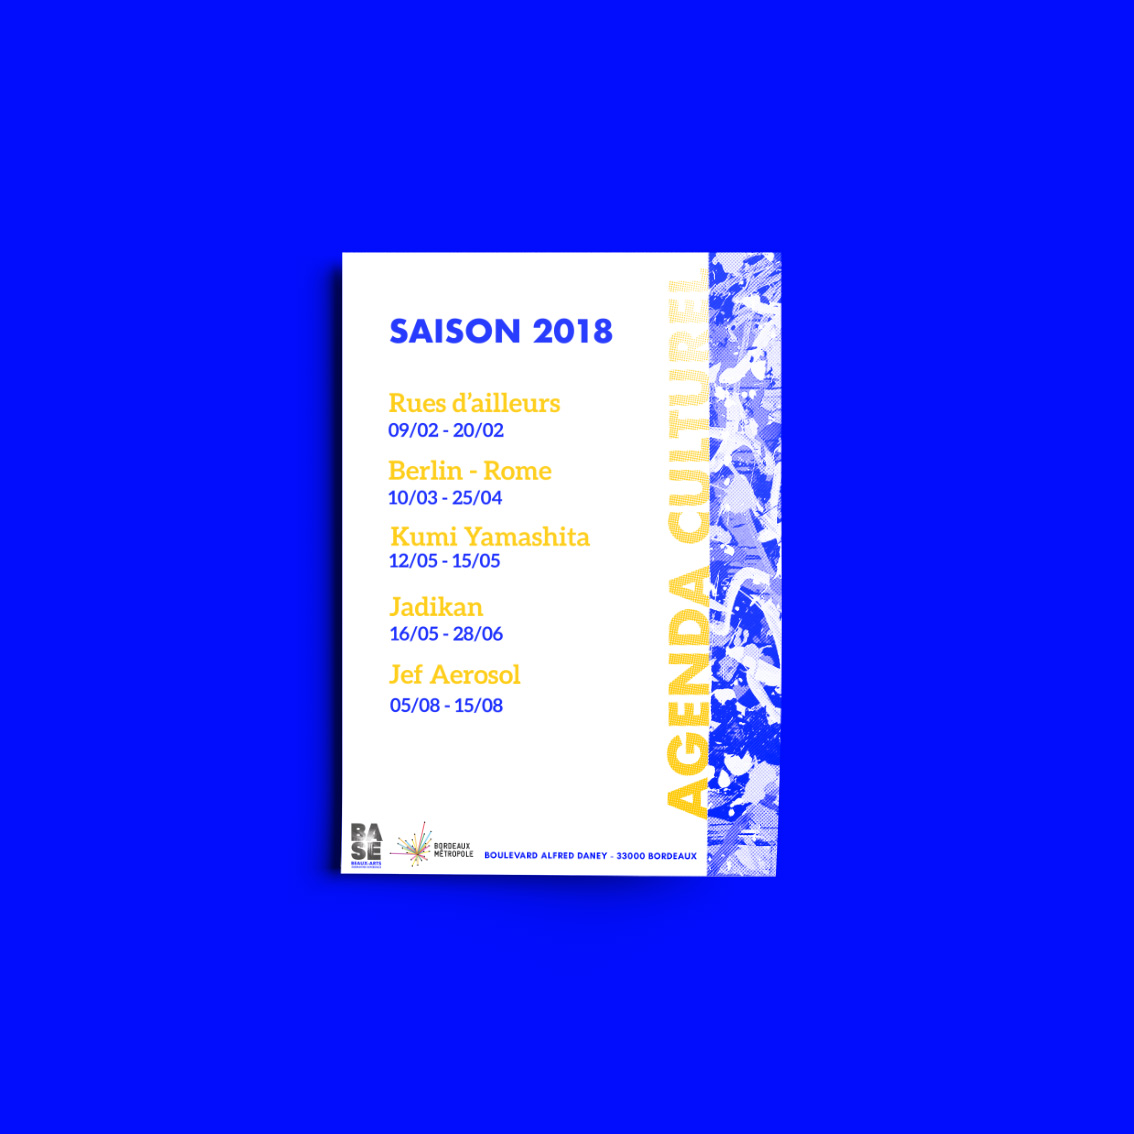 SAISON 2018
Rues d'ailleurs
09/02 - 20/02
Berlin - Rome
10/03 - 25/04
Kumi Yamashita
12/05 - 15/05
Jadikan
16/05 - 28/06
Jef Aerosol
05/08 - 15/08
AGENDA CULTUREL
BA
SE
BEAUX-ARTS
BORDEAUX
MÉTROPOLE
BOULEVARD ALFRED DANEY - 33000 BORDEAUX